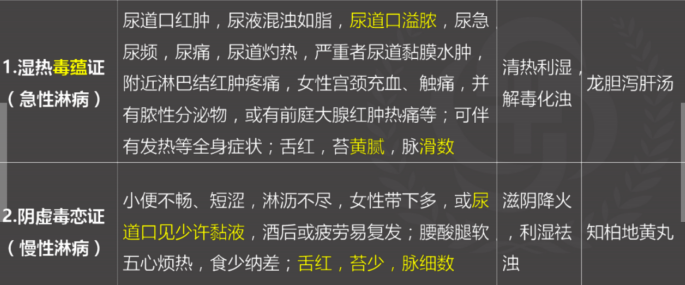 1.湿热毒蕴证
（急性淋病）
尿道口红肿，尿液混浊如脂，尿道口溢脓，尿急
尿频，尿痛，尿道灼热，严重者尿道黏膜水肿，
附近淋巴结红肿疼痛，女性宫颈充血、触痛，并
有脓性分泌物，或有前庭大腺红肿热痛等；可伴
有发热等全身症状；舌红，苔黄腻，脉滑数
清热利湿，
解毒化浊
龙胆泻肝汤
2.阴虚毒恋证
（慢性淋病）
小便不畅、短涩，淋沥不尽，女性带下多，或尿
道口见少许黏液，酒后或疲劳易复发；腰酸腿软
五心烦热，食少纳差；舌红，苔少，脉细数
滋阴降火
，利湿祛
浊
知柏地黄丸